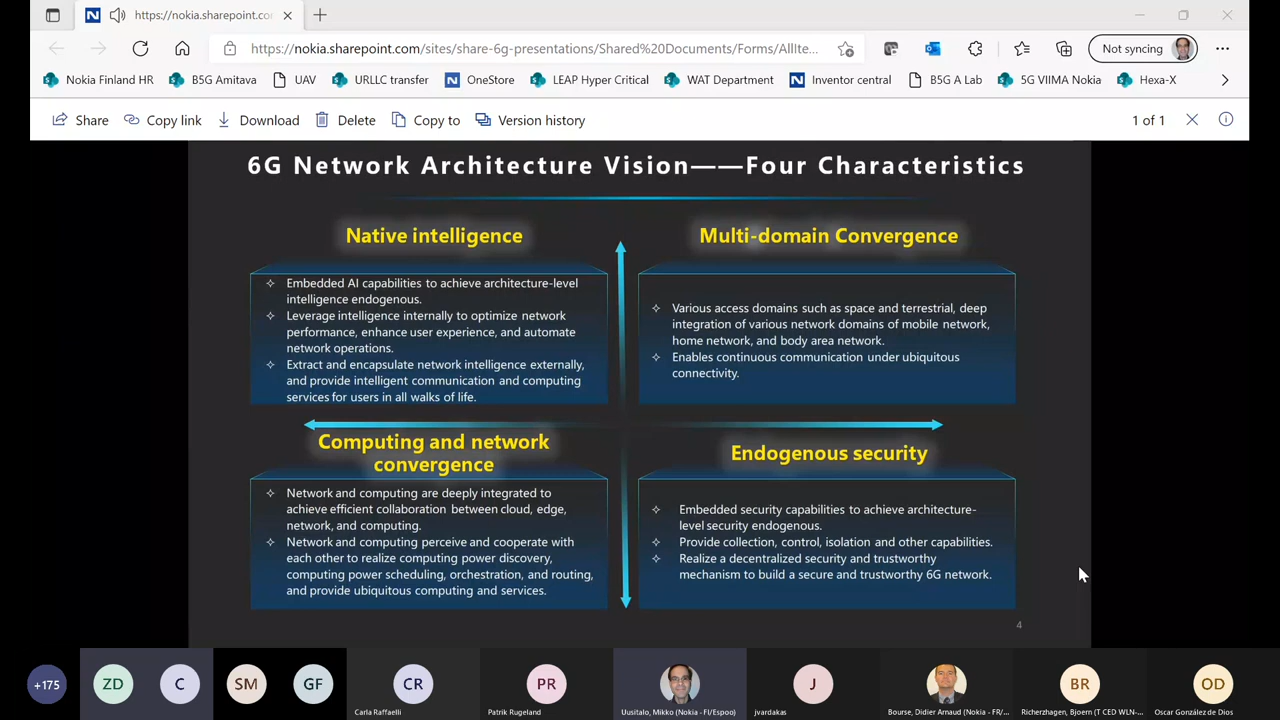 https://nokia.sharepoint.co
https://nokia.sharepoint.com/sites/share-6g-presentations/Shared%20Documents/Forms/AllIte...
Not syncing
Nokia Finland HR
B5G Amitava
UAV
URLLC transfer
OneStore
LEAP Hyper Critical
WAT Department
Inventor central
B5G A Lab
5G VIIMA Nokia
Hexa-X
Share
Copy link
Download
Delete
Copy to
Version history
1 of 1
6G Network Architecture Vision——Four Characteristics
Native intelligence
Embedded AI capabilities to achieve architecture-level
intelligence endogenous.
Leverage intelligence internally to optimize network
performance, enhance user experience, and automate
network operations.
Extract and encapsulate network intelligence externally,
and provide intelligent communication and computing
services for users in all walks of life.
Multi-domain Convergence
Various access domains such as space and terrestrial, deep
integration of various network domains of mobile network,
home network, and body area network.
Enables continuous communication under ubiquitous
connectivity.
Computing and network
convergence
Network and computing are deeply integrated to
achieve efficient collaboration between cloud, edge,
network, and computing.
Network and computing perceive and cooperate with
each other to realize computing power discovery,
computing power scheduling, orchestration, and routing,
and provide ubiquitous computing and services.
Endogenous security
Embedded security capabilities to achieve architecture-
level security endogenous.
Provide collection, control, isolation and other capabilities.
Realize a decentralized security and trustworthy
mechanism to build a secure and trustworthy 6G network.
4
+175
ZD
C
SM
GF
CR
Carla Raffaelli
PR
Patrik Rugeland
Uusitalo, Mikko (Nokia - FI/Espoo)
J
jvardakas
Bourse, Didier Arnaud (Nokia - FR/...
BR
Richerzhagen, Bjoern (T CED WLN-...
OD
Oscar González de Dios